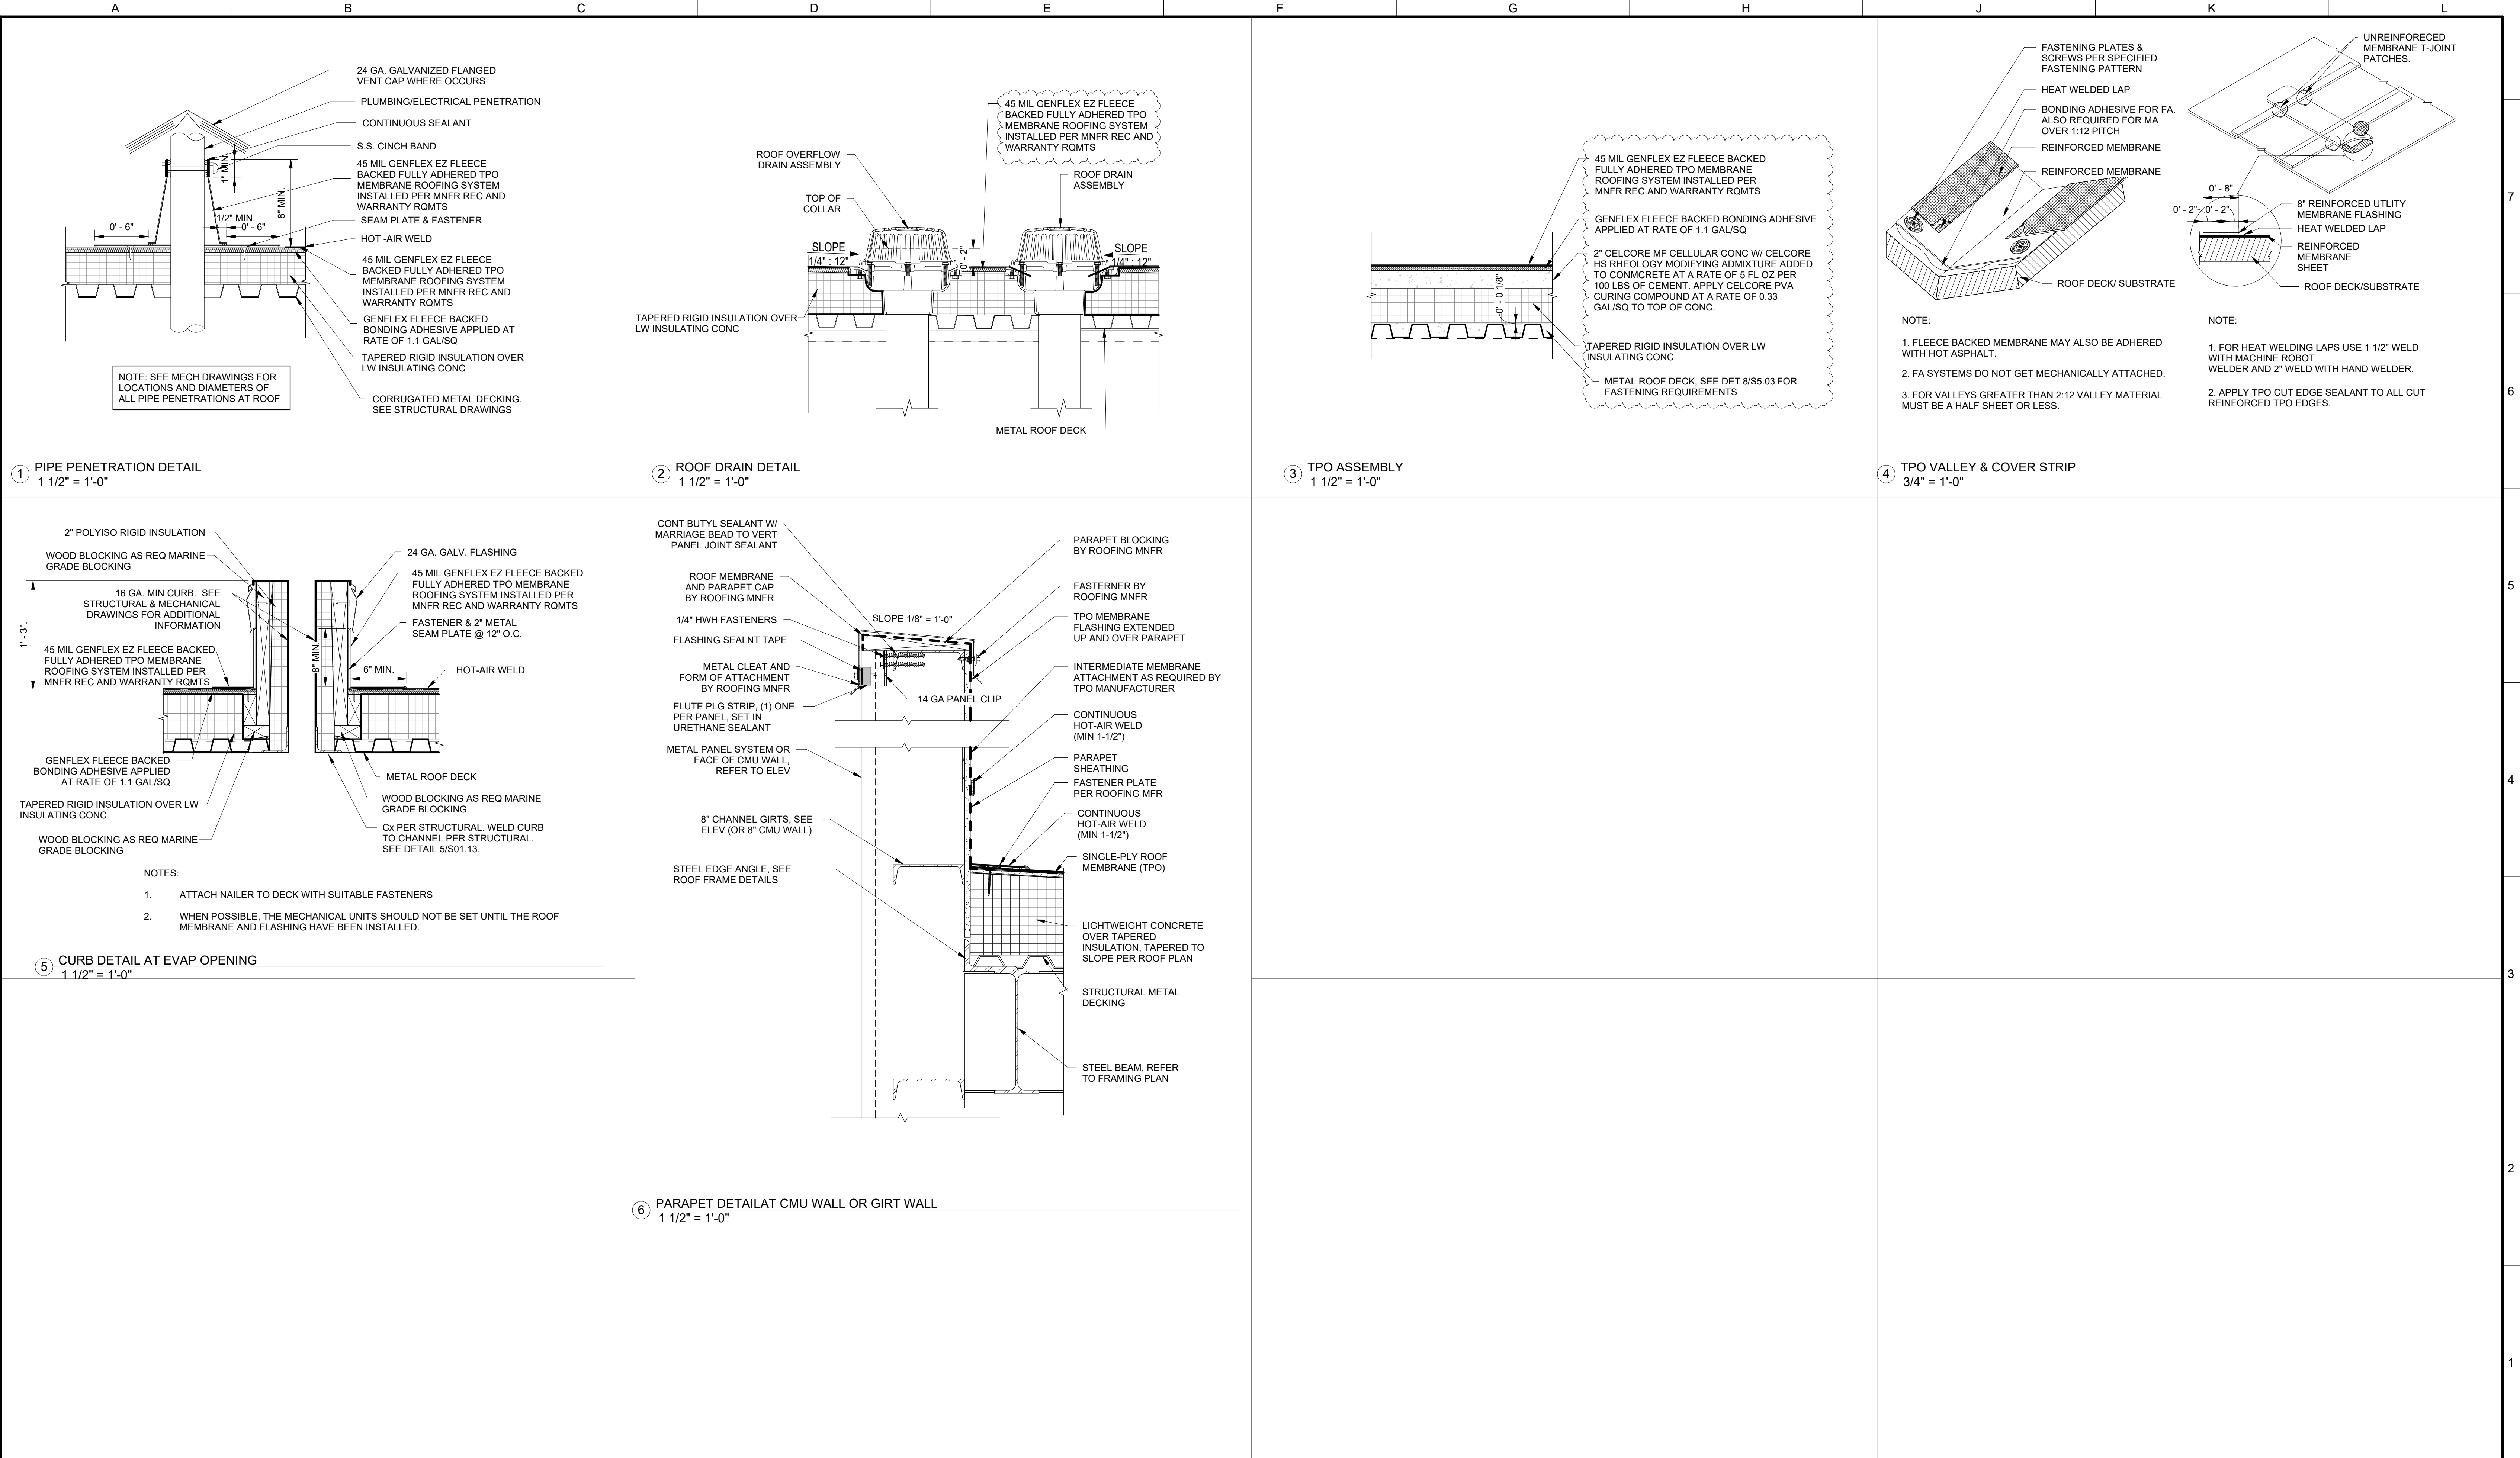 A
B
C
D
E
F
G
H
J
K
L
7
6
5
4
3
2
1
24 GA. GALVANIZED FLANGED
VENT CAP WHERE OCCURS
PLUMBING/ELECTRICAL PENETRATION
CONTINUOUS SEALANT
S.S. CINCH BAND
45 MIL GENFLEX EZ FLEECE
BACKED FULLY ADHERED TPO
MEMBRANE ROOFING SYSTEM
INSTALLED PER MNFR REC AND
WARRANTY RQMTS
SEAM PLATE & FASTENER
HOT -AIR WELD
45 MIL GENFLEX EZ FLEECE
BACKED FULLY ADHERED TPO
MEMBRANE ROOFING SYSTEM
INSTALLED PER MNFR REC AND
WARRANTY RQMTS
GENFLEX FLEECE BACKED
BONDING ADHESIVE APPLIED AT
RATE OF 1.1 GAL/SQ
TAPERED RIGID INSULATION OVER
LW INSULATING CONC
CORRUGATED METAL DECKING.
SEE STRUCTURAL DRAWINGS
1" MIN.
8" MIN.
1/2" MIN.
0' - 6"
0' - 6"
NOTE: SEE MECH DRAWINGS FOR
LOCATIONS AND DIAMETERS OF
ALL PIPE PENETRATIONS AT ROOF
1 PIPE PENETRATION DETAIL
1 1/2" = 1'-0"
45 MIL GENFLEX EZ FLEECE
BACKED FULLY ADHERED TPO
MEMBRANE ROOFING SYSTEM
INSTALLED PER MNFR REC AND
WARRANTY RQMTS
ROOF OVERFLOW
DRAIN ASSEMBLY
ROOF DRAIN
ASSEMBLY
TOP OF
COLLAR
SLOPE
1/4" : 12"
0' - 2"
SLOPE
1/4" : 12"
TAPERED RIGID INSULATION OVER
LW INSULATING CONC
METAL ROOF DECK
2 ROOF DRAIN DETAIL
1 1/2" = 1'-0"
45 MIL GENFLEX EZ FLEECE BACKED
FULLY ADHERED TPO MEMBRANE
ROOFING SYSTEM INSTALLED PER
MNFR REC AND WARRANTY RQMTS
GENFLEX FLEECE BACKED BONDING ADHESIVE
APPLIED AT RATE OF 1.1 GAL/SQ
2" CELCORE MF CELLULAR CONC W/ CELCORE
HS RHEOLOGY MODIFYING ADMIXTURE ADDED
TO CONMCRETE AT A RATE OF 5 FL OZ PER
100 LBS OF CEMENT. APPLY CELCORE PVA
CURING COMPOUND AT A RATE OF 0.33
GAL/SQ TO TOP OF CONC.
0' - 0 1/8"
TAPERED RIGID INSULATION OVER LW
INSULATING CONC
METAL ROOF DECK, SEE DET 8/S5.03 FOR
FASTENING REQUIREMENTS
3 TPO ASSEMBLY
1 1/2" = 1'-0"
FASTENING PLATES &
SCREWS PER SPECIFIED
FASTENING PATTERN
HEAT WELDED LAP
BONDING ADHESIVE FOR FA.
ALSO REQUIRED FOR MA
OVER 1:12 PITCH
REINFORCED MEMBRANE
REINFORCED MEMBRANE
ROOF DECK/ SUBSTRATE
NOTE:
1. FLEECE BACKED MEMBRANE MAY ALSO BE ADHERED
WITH HOT ASPHALT.
2. FA SYSTEMS DO NOT GET MECHANICALLY ATTACHED.
3. FOR VALLEYS GREATER THAN 2:12 VALLEY MATERIAL
MUST BE A HALF SHEET OR LESS.
UNREINFORECED
MEMBRANE T-JOINT
PATCHES.
0' - 8"
0' - 2"
0' - 2"
8" REINFORCED UTLITY
MEMBRANE FLASHING
HEAT WELDED LAP
REINFORCED
MEMBRANE
SHEET
ROOF DECK/SUBSTRATE
NOTE:
1. FOR HEAT WELDING LAPS USE 1 1/2" WELD
WITH MACHINE ROBOT
WELDER AND 2" WELD WITH HAND WELDER.
2. APPLY TPO CUT EDGE SEALANT TO ALL CUT
REINFORCED TPO EDGES.
4 TPO VALLEY & COVER STRIP
3/4" = 1'-0"
2" POLYISO RIGID INSULATION
WOOD BLOCKING AS REQ MARINE
GRADE BLOCKING
16 GA. MIN CURB. SEE
STRUCTURAL & MECHANICAL
DRAWINGS FOR ADDITIONAL
INFORMATION
1' - 3".
45 MIL GENFLEX EZ FLEECE BACKED
FULLY ADHERED TPO MEMBRANE
ROOFING SYSTEM INSTALLED PER
MNFR REC AND WARRANTY RQMTS
GENFLEX FLEECE BACKED
BONDING ADHESIVE APPLIED
AT RATE OF 1.1 GAL/SQ
TAPERED RIGID INSULATION OVER LW
INSULATING CONC
WOOD BLOCKING AS REQ MARINE
GRADE BLOCKING
24 GA. GALV. FLASHING
45 MIL GENFLEX EZ FLEECE BACKED
FULLY ADHERED TPO MEMBRANE
ROOFING SYSTEM INSTALLED PER
MNFR REC AND WARRANTY RQMTS
FASTENER & 2" METAL
SEAM PLATE @ 12" O.C.
8" MIN.
6" MIN.
HOT-AIR WELD
METAL ROOF DECK
WOOD BLOCKING AS REQ MARINE
GRADE BLOCKING
Cx PER STRUCTURAL. WELD CURB
TO CHANNEL PER STRUCTURAL.
SEE DETAIL 5/S01.13.
NOTES:
1. ATTACH NAILER TO DECK WITH SUITABLE FASTENERS
2. WHEN POSSIBLE, THE MECHANICAL UNITS SHOULD NOT BE SET UNTIL THE ROOF
MEMBRANE AND FLASHING HAVE BEEN INSTALLED.
5 CURB DETAIL AT EVAP OPENING
1 1/2" = 1'-0"
CONT BUTYL SEALANT W/
MARRIAGE BEAD TO VERT
PANEL JOINT SEALANT
ROOF MEMBRANE
AND PARAPET CAP
BY ROOFING MNFR
1/4" HWH FASTENERS
FLASHING SEALNT TAPE
METAL CLEAT AND
FORM OF ATTACHMENT
BY ROOFING MNFR
FLUTE PLG STRIP, (1) ONE
PER PANEL, SET IN
URETHANE SEALANT
METAL PANEL SYSTEM OR
FACE OF CMU WALL,
REFER TO ELEV
8" CHANNEL GIRTS, SEE
ELEV (OR 8" CMU WALL)
STEEL EDGE ANGLE, SEE
ROOF FRAME DETAILS
SLOPE 1/8" = 1'-0"
14 GA PANEL CLIP
PARAPET BLOCKING
BY ROOFING MNFR
FASTERNER BY
ROOFING MNFR
TPO MEMBRANE
FLASHING EXTENDED
UP AND OVER PARAPET
INTERMEDIATE MEMBRANE
ATTACHMENT AS REQUIRED BY
TPO MANUFACTURER
CONTINUOUS
HOT-AIR WELD
(MIN 1-1/2")
PARAPET
SHEATHING
FASTENER PLATE
PER ROOFING MFR
CONTINUOUS
HOT-AIR WELD
(MIN 1-1/2")
SINGLE-PLY ROOF
MEMBRANE (TPO)
LIGHTWEIGHT CONCRETE
OVER TAPERED
INSULATION, TAPERED TO
SLOPE PER ROOF PLAN
STRUCTURAL METAL
DECKING
STEEL BEAM, REFER
TO FRAMING PLAN
6 PARAPET DETAILAT CMU WALL OR GIRT WALL
1 1/2" = 1'-0"